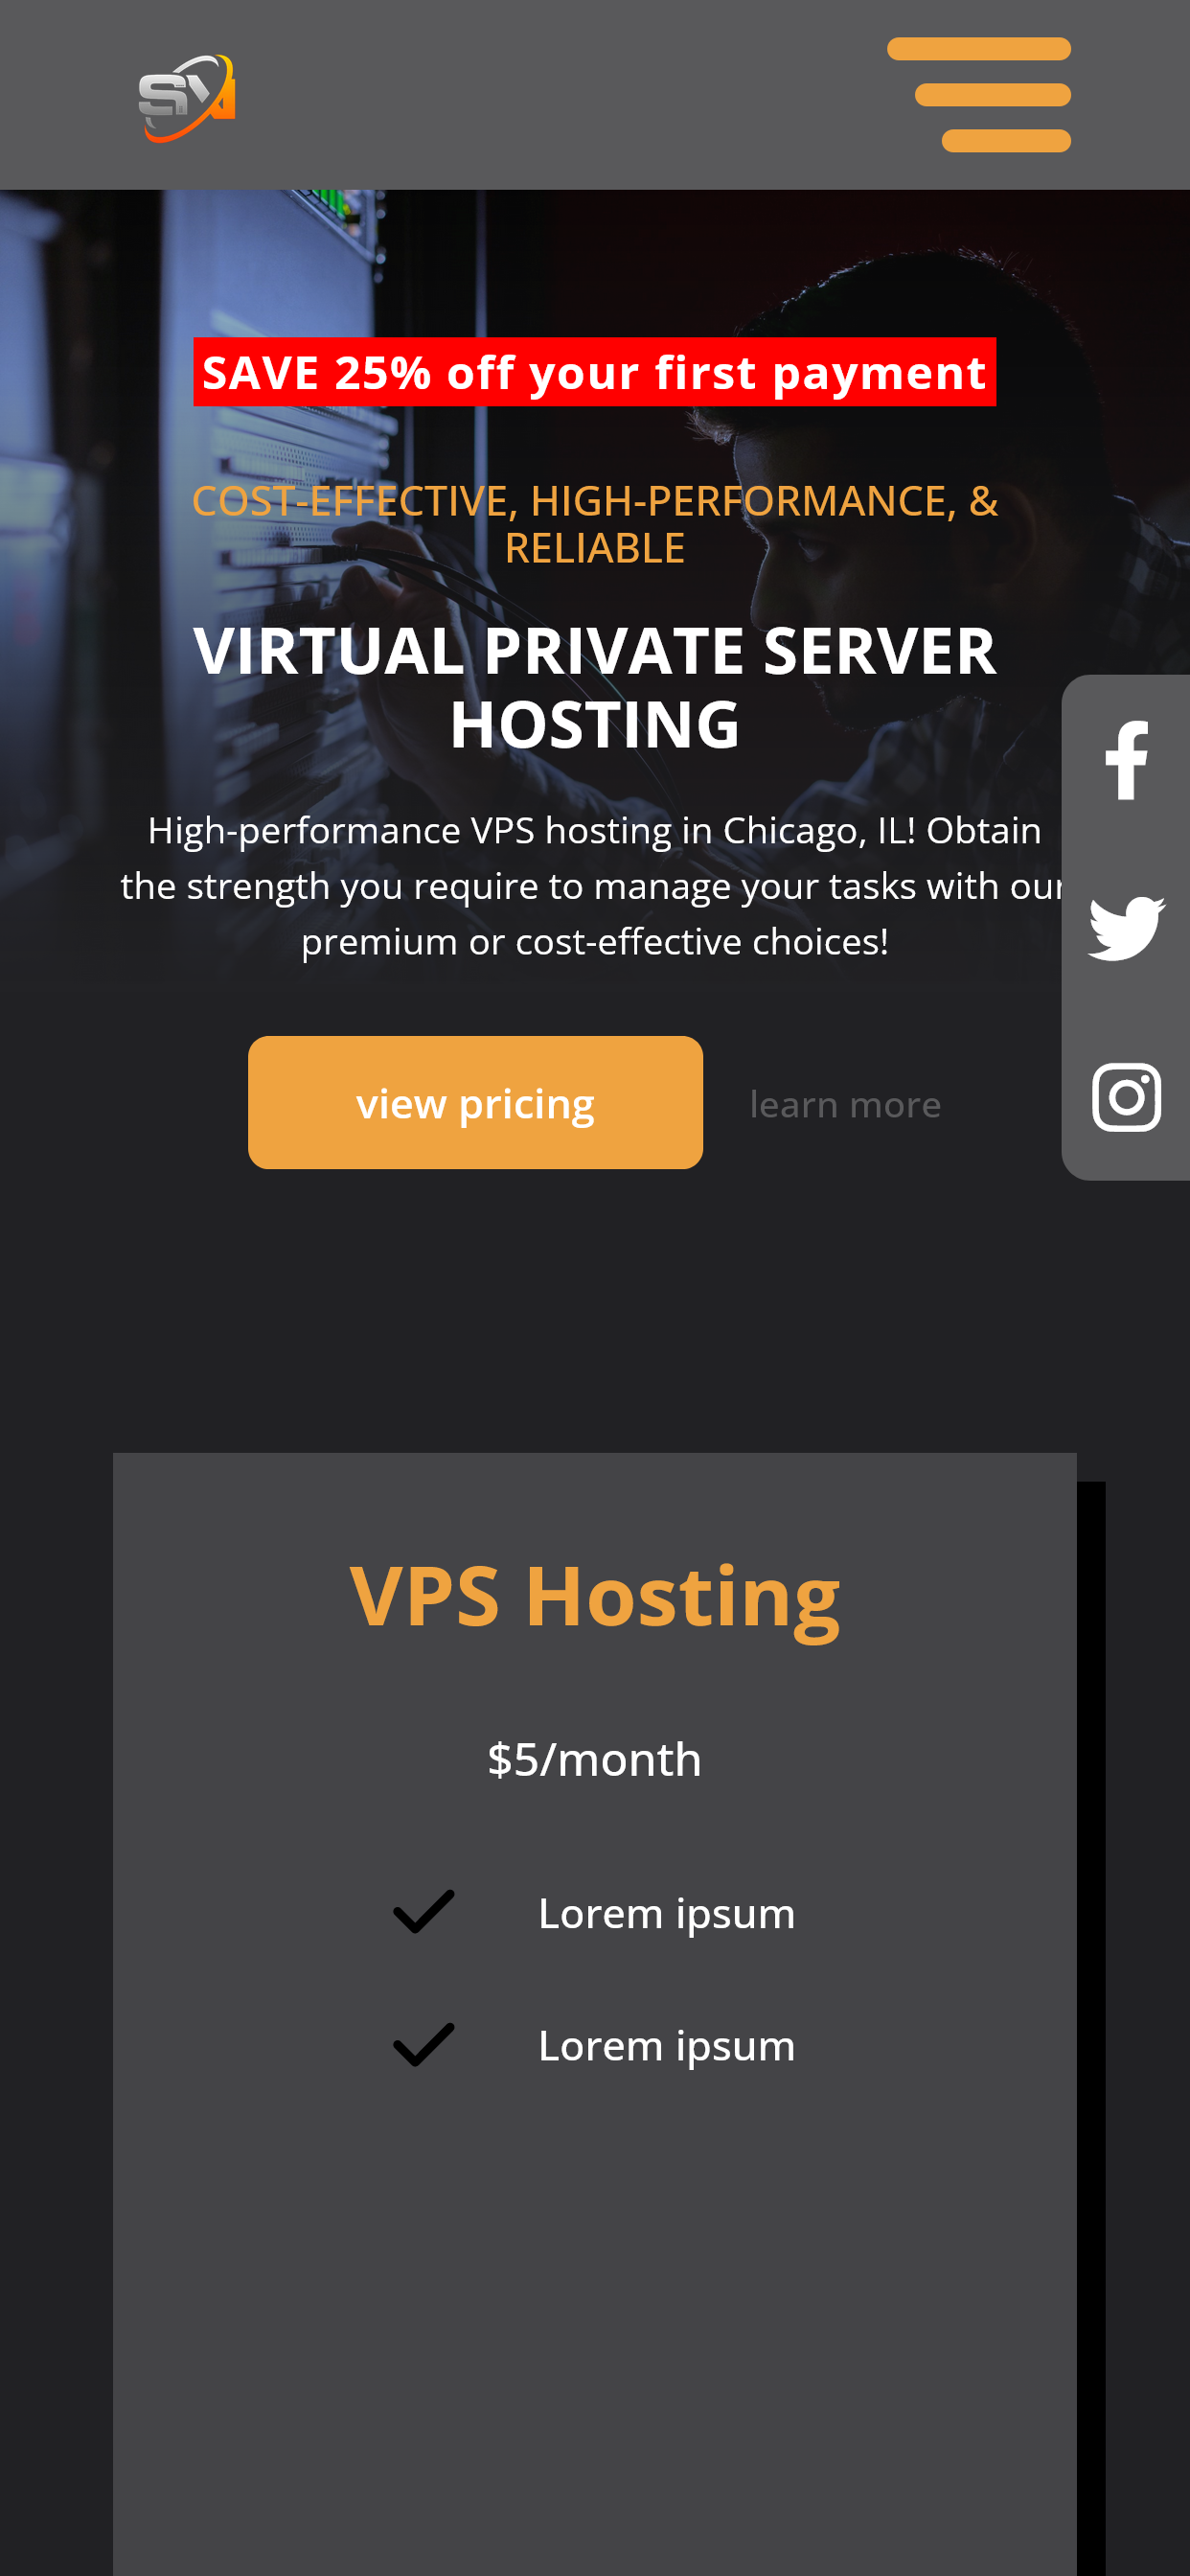 SAVE 25% off your first payment
COST-EFFECTIVE, HIGH-PERFORMANCE, &
RELIABLE
VIRTUAL PRIVATE SERVER
HOSTING
High-performance VPS hosting in Chicago, IL! Obtain
the strength you require to manage your tasks with our
premium or cost-effective choices!
view pricing
learn more
VPS Hosting
$5/month
Lorem ipsum
Lorem ipsum